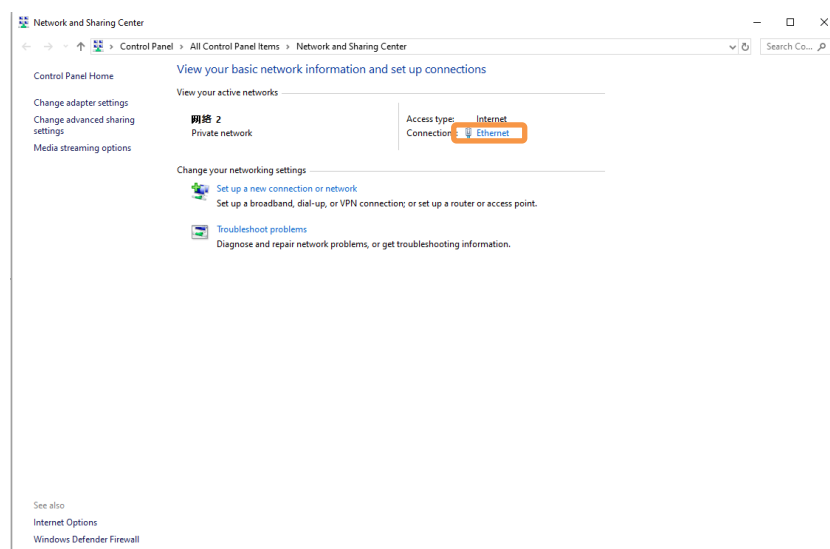 Network and Sharing Center
Control Panel > All Control Panel Items > Network and Sharing Center
Search Co...
Control Panel Home
Change adapter settings
Change advanced sharing
settings
Media streaming options
View your basic network information and set up connections
View your active networks
网络 2
Private network
Access type: Internet
Connections: Ethernet
Change your networking settings
Set up a new connection or network
Set up a broadband, dial-up, or VPN connection; or set up a router or access point.
Troubleshoot problems
Diagnose and repair network problems, or get troubleshooting information.
See also
Internet Options
Windows Defender Firewall